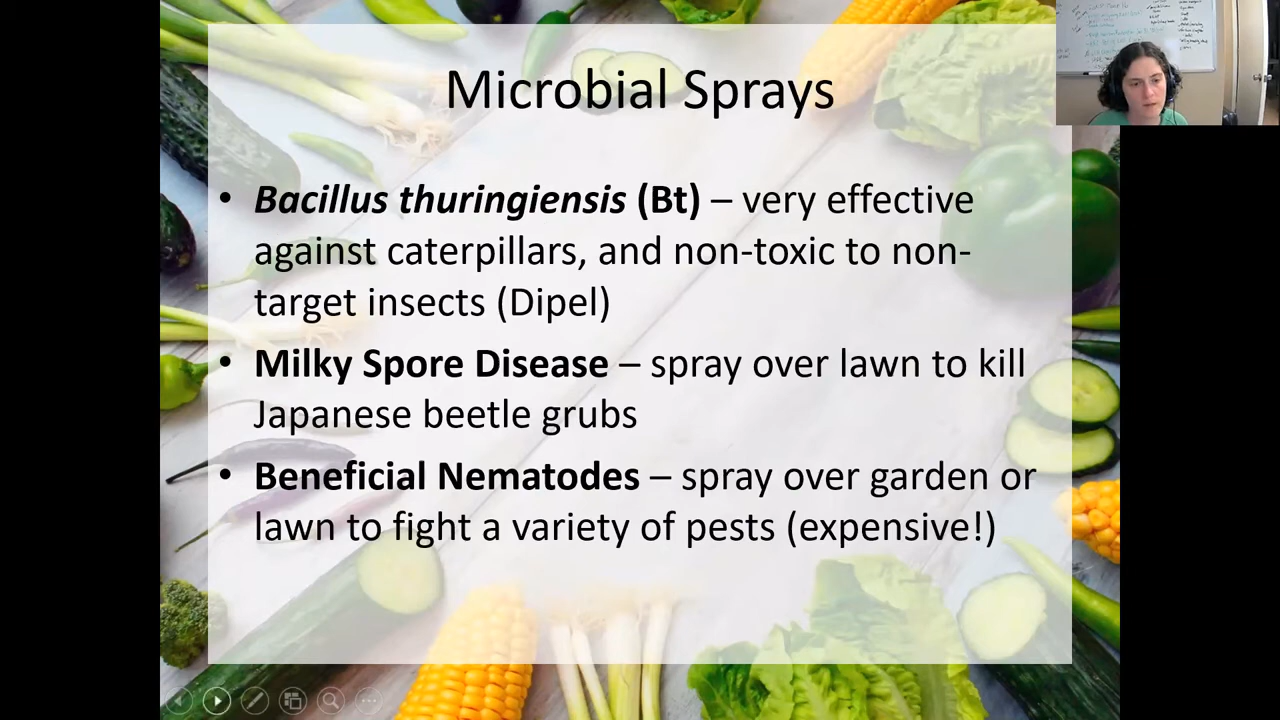 Microbial Sprays
• Bacillus thuringiensis (Bt) – very effective
against caterpillars, and non-toxic to non-
target insects (Dipel)
• Milky Spore Disease – spray over lawn to kill
Japanese beetle grubs
• Beneficial Nematodes – spray over garden or
lawn to fight a variety of pests (expensive!)